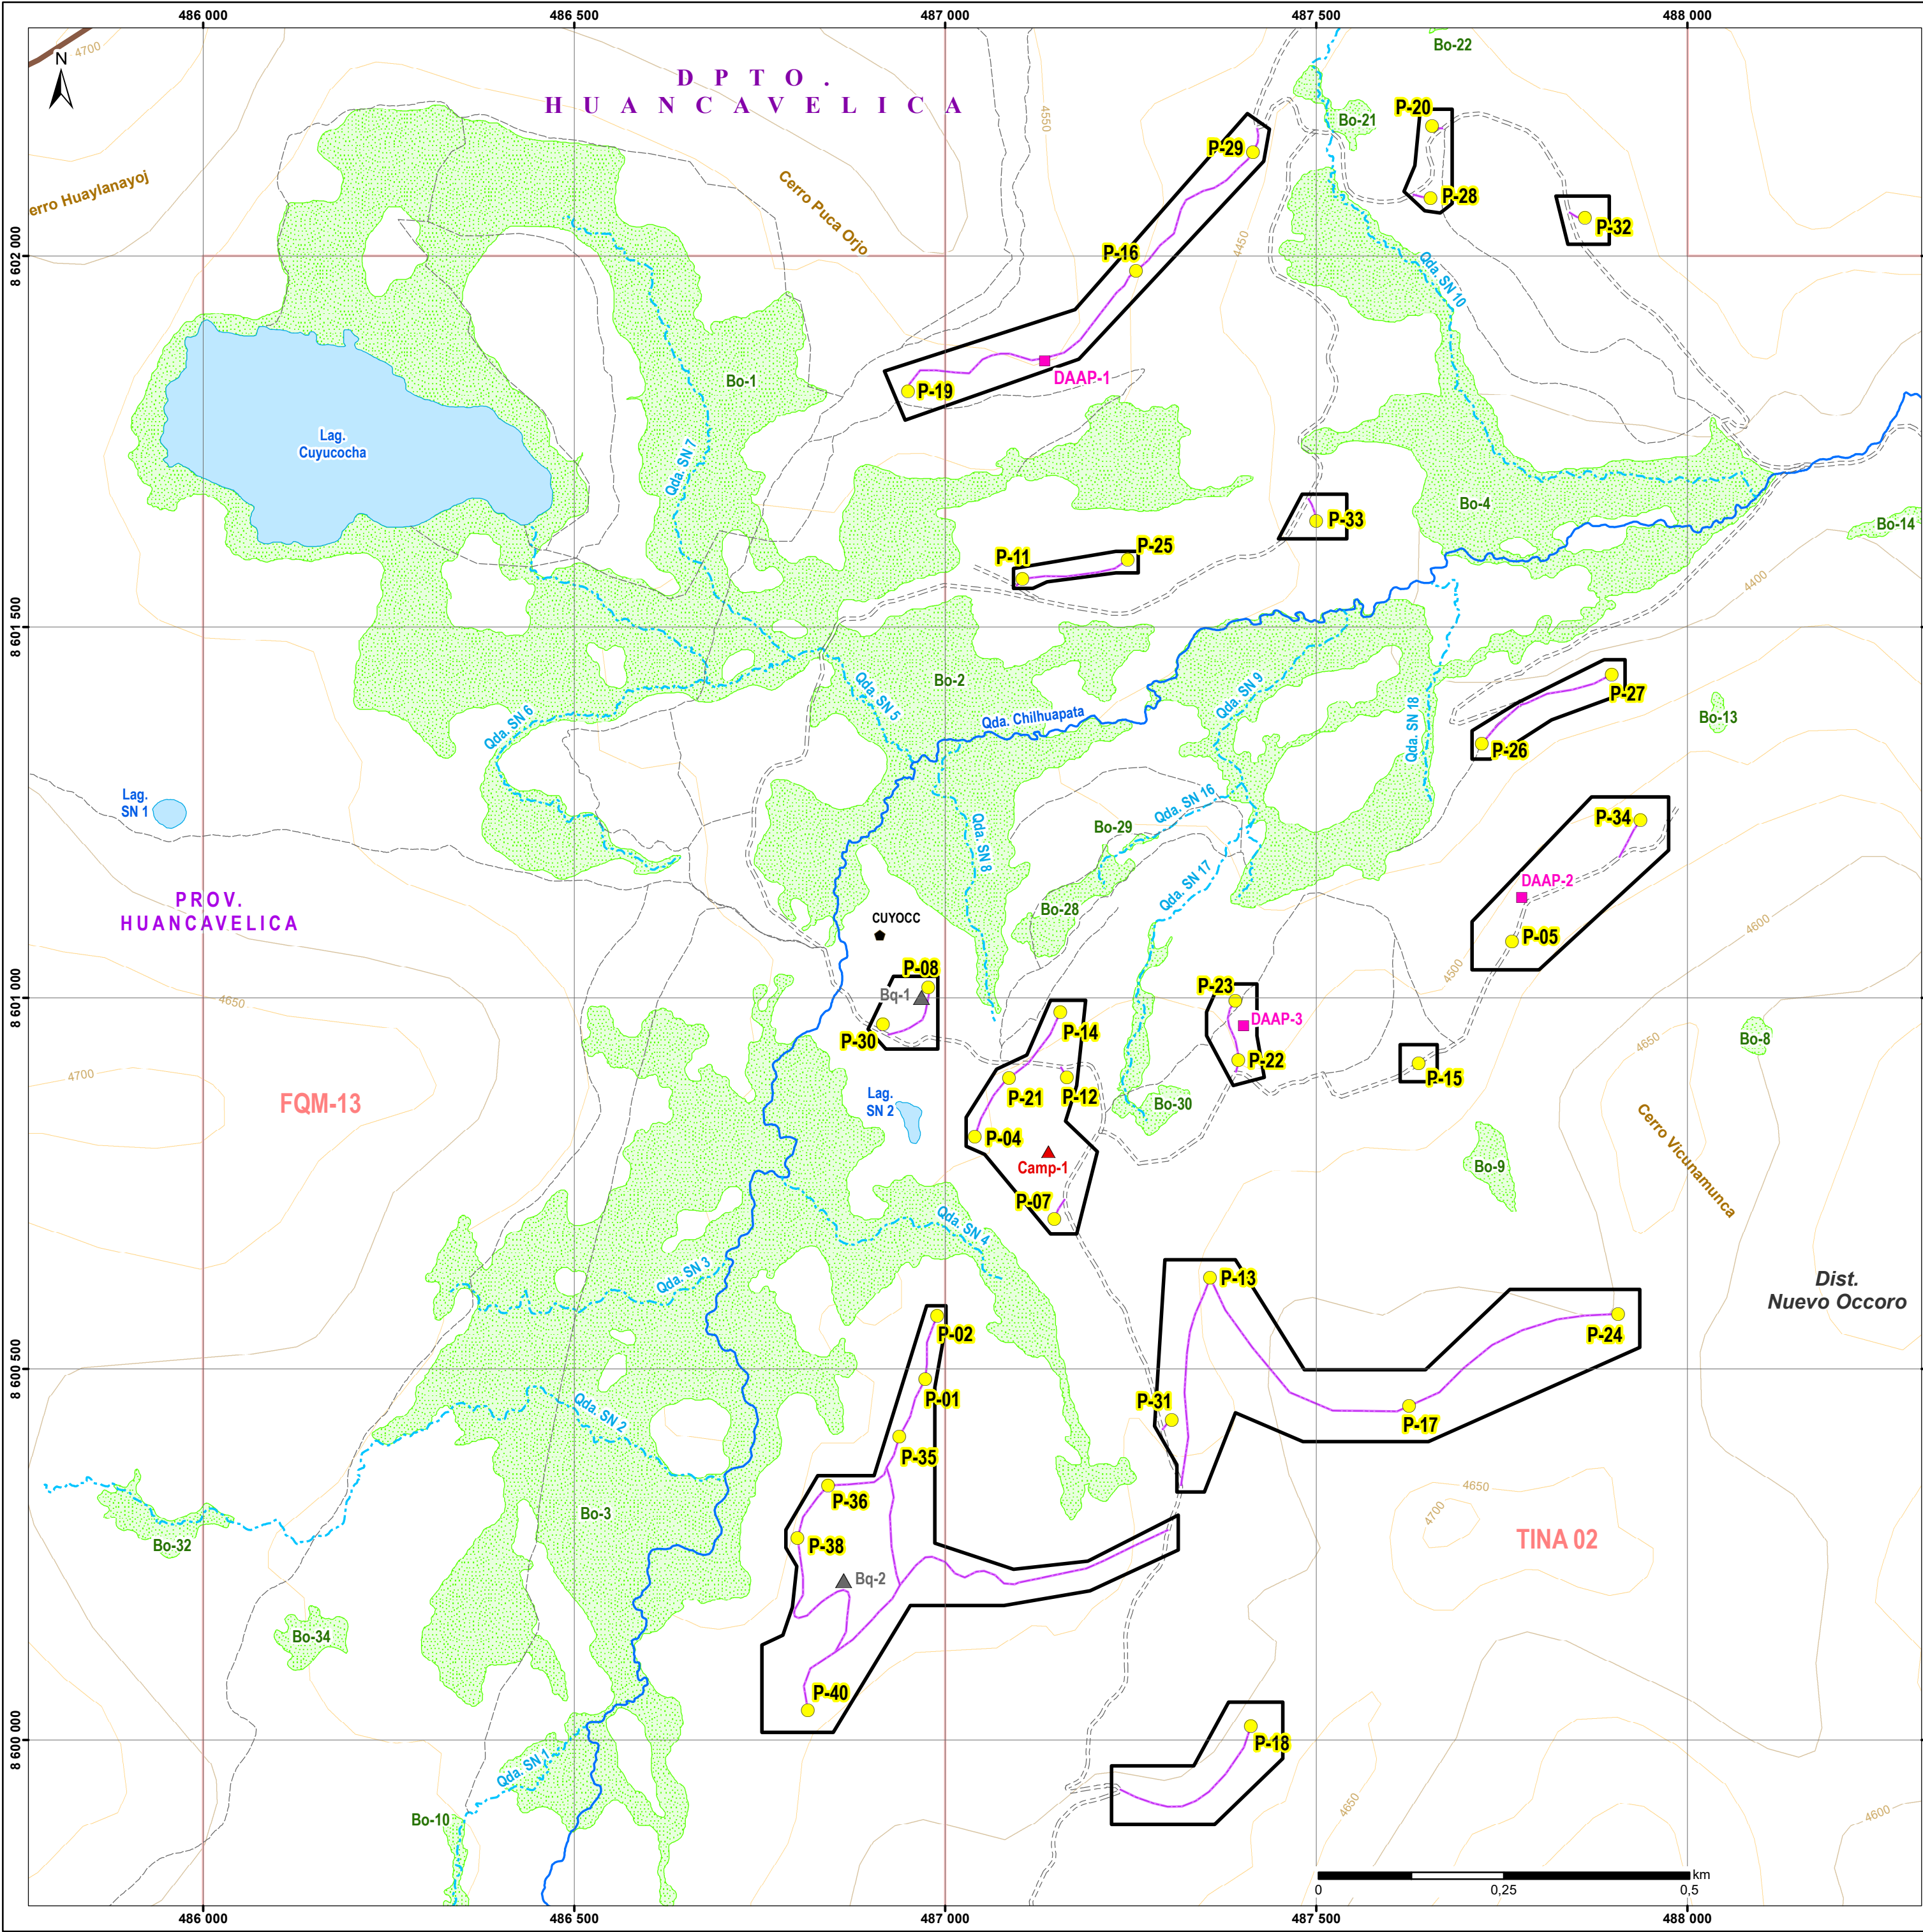 486 000
486 500
487 000
487 500
488 000
4700
N
D P T O .
H U A N C A V E L I C A
Bo-22
4550
P-20
Bo-21
P-29
erro Huaylanayoj
Cerro Puca Orjo
P-28
P-32
4450
P-16
8 602 000
Qda. SN 10
Bo-1
DAAP-1
P-19
Lag.
Cuyucocha
Qda. SN 7
Bo-4
P-33
Bo-14
P-11
P-25
4400
8 601 500
Bo-2
Qda. SN 5
Qda. SN 9
P-27
Qda. SN 6
Qda. Chilhuapata
Qda. SN 18
Bo-13
P-26
Lag.
SN 1
Qda. SN 16
Bo-29
Qda. SN 8
P-34
Qda. SN 17
DAAP-2
PROV.
HUANCAVELICA
CUYOCC
Bo-28
4600
P-05
P-08
4500
P-23
8 601 000
4650
Bq-1
DAAP-3
P-14
P-30
4650
Bo-8
P-22
4700
P-15
FQM-13
Lag.
SN 2
P-21
P-12
Bo-30
P-04
Cerro Vicunamunca
Camp-1
Bo-9
P-07
Qda. SN 4
Qda. SN 3
P-13
Dist.
Nuevo Occoro
P-02
P-24
8 600 500
P-01
P-31
Qda. SN 2
P-17
P-35
4650
P-36
Bo-3
4700
P-38
TINA 02
Bo-32
Bq-2
Bo-34
P-40
8 600 000
P-18
Qda. SN 1
4650
4600
Bo-10
km
0
0,25
0,5
486 000
486 500
487 000
487 500
488 000